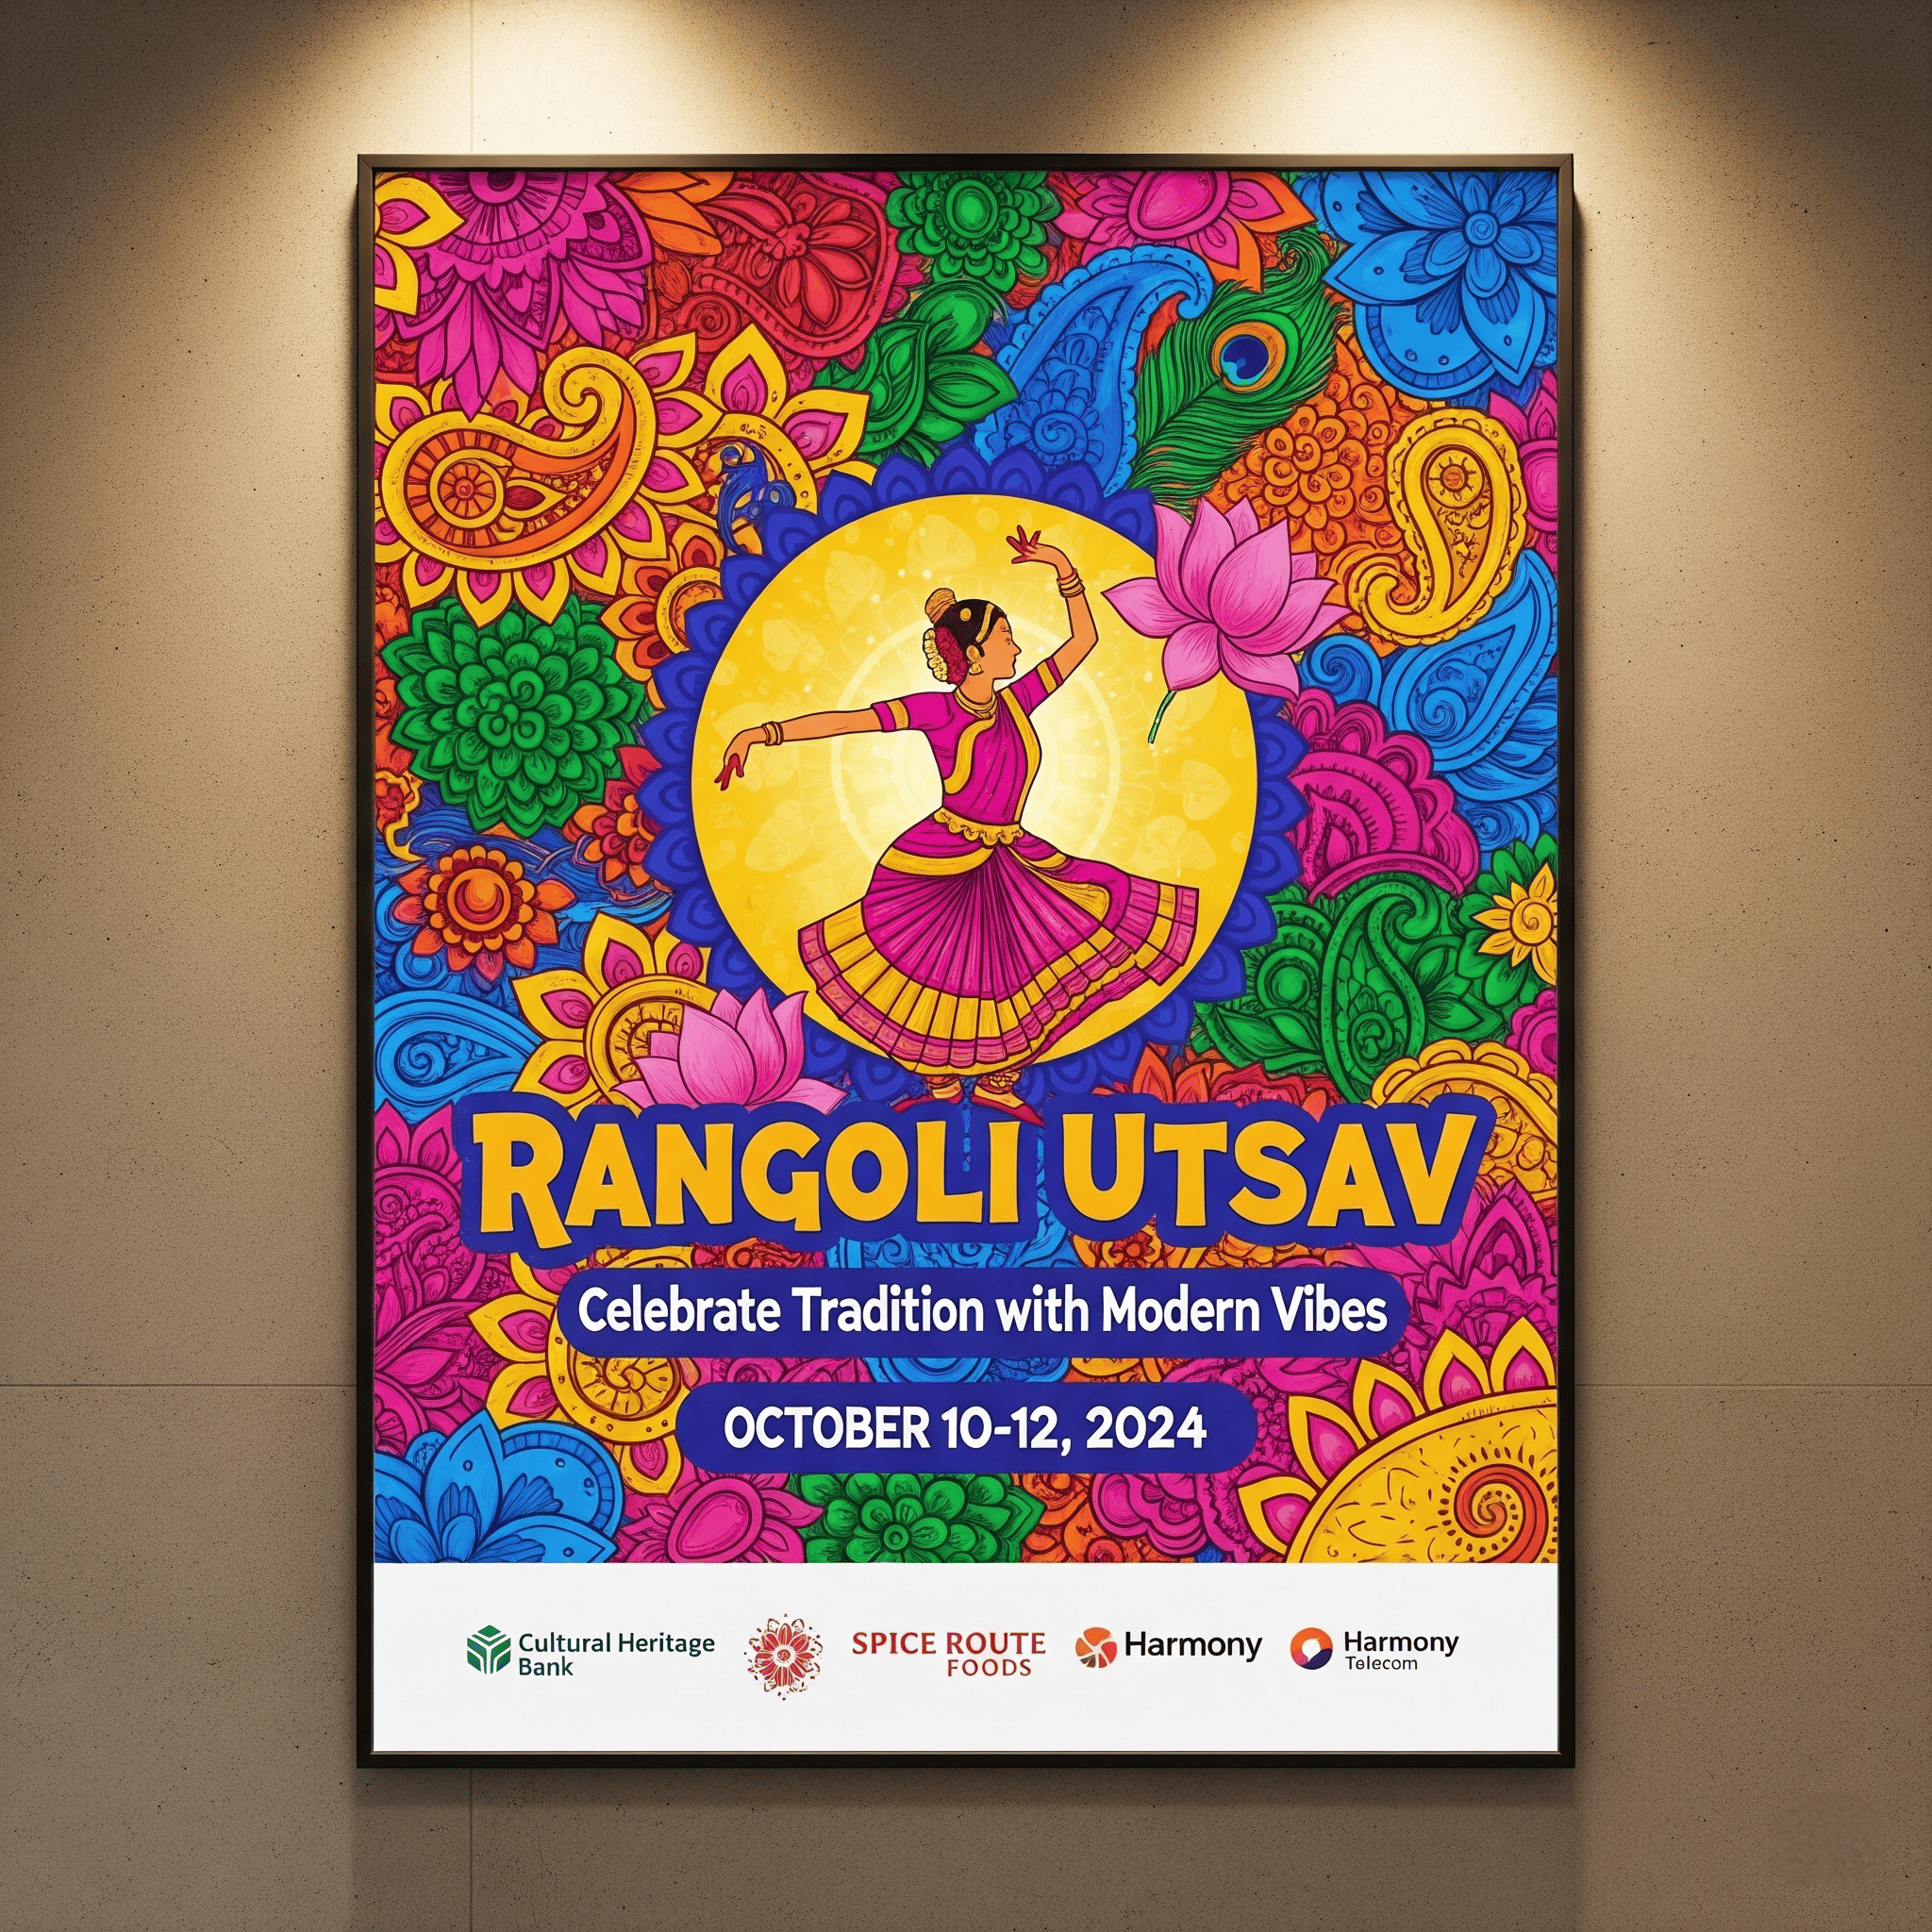 RANGOLI UTSAV
Celebrate Tradition with Modern Vibes
OCTOBER 10-12, 2024
Cultural Heritage
Bank
SPICE ROUTE
FOODS
Harmony
Harmony
Telecom